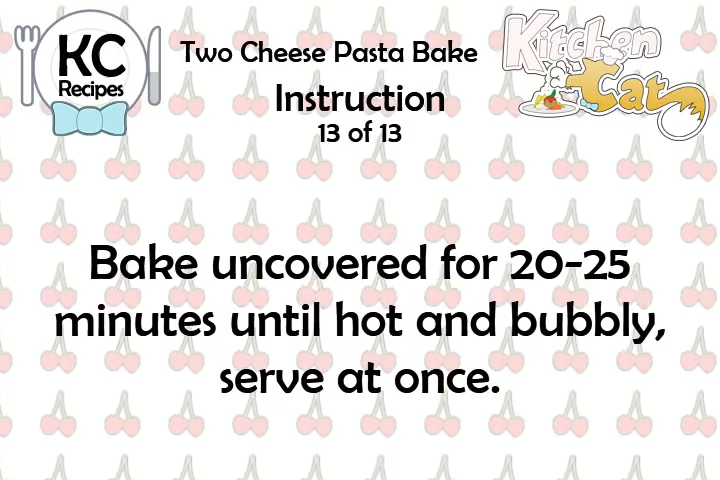 KC
Recipes
Two Cheese Pasta Bake
Kitchen
Cat
Instruction
13 of 13
Bake uncovered for 20-25
minutes until hot and bubbly,
serve at once.